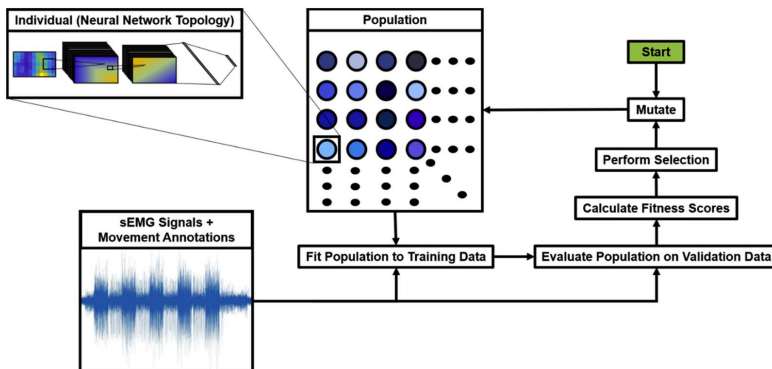 Individual (Neural Network Topology)
Population
Start
Mutate
Perform Selection
Calculate Fitness Scores
sEMG Signals +
Movement Annotations
Fit Population to Training Data
Evaluate Population on Validation Data